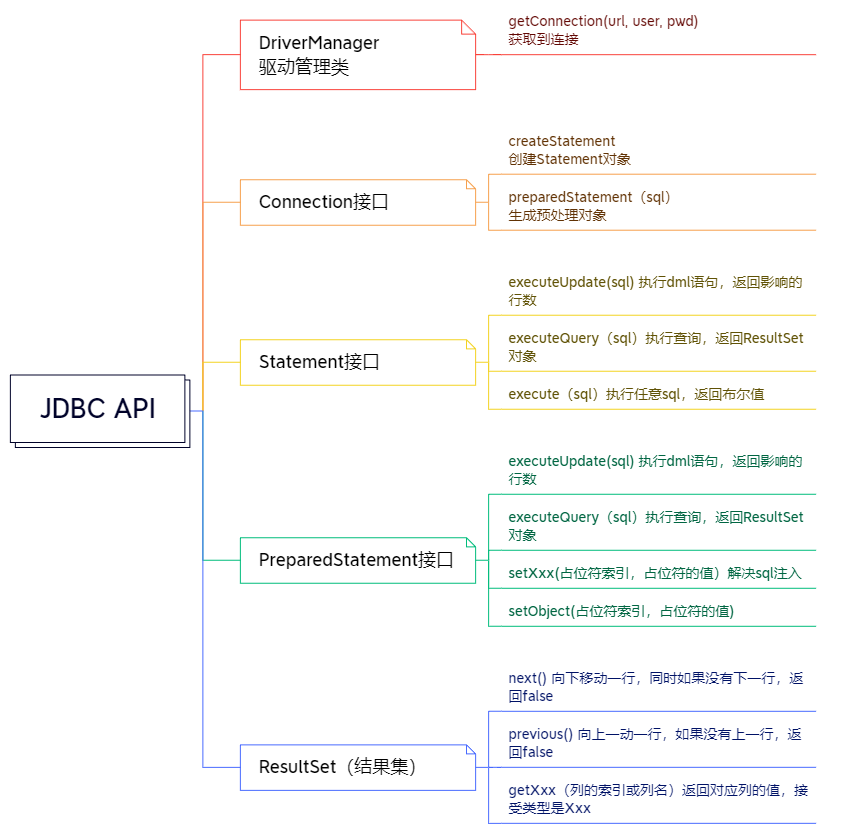 JDBC API
DriverManager
驱动管理类
getConnection(url, user, pwd)
获取到连接
Connection接口
createStatement
创建Statement对象
preparedStatement（sql）
生成预处理对象
Statement接口
executeUpdate(sql) 执行dml语句，返回影响的
行数
executeQuery（sql）执行查询，返回ResultSet
对象
execute（sql）执行任意sql，返回布尔值
PreparedStatement接口
executeUpdate(sql) 执行dml语句，返回影响的
行数
executeQuery（sql）执行查询，返回ResultSet
对象
setXxx(占位符索引，占位符的值）解决sql注入
setObject(占位符索引，占位符的值)
ResultSet（结果集）
next() 向下移动一行，同时如果没有下一行，返
回false
previous() 向上一动一行，如果没有上一行，返
回false
getXxx（列的索引或列名）返回对应列的值，接
受类型是Xxx